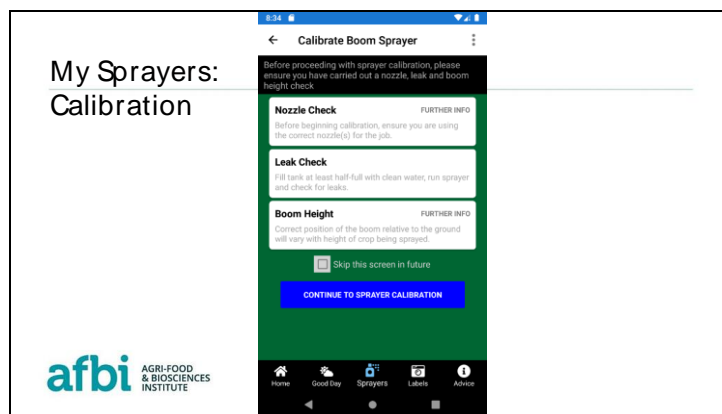 My Sprayers:
Calibration
8:34
Calibrate Boom Sprayer
Before proceeding with sprayer calibration, please
ensure you have carried out a nozzle, leak and boom
height check
Nozzle Check FURTHER INFO
Before beginning calibration, ensure you are using
the correct nozzle(s) for the job.
Leak Check
Fill tank at least half-full with clean water, run sprayer
and check for leaks.
Boom Height FURTHER INFO
Correct position of the boom relative to the ground
will vary with height of crop being sprayed.
Skip this screen in future
CONTINUE TO SPRAYER CALIBRATION
Home Good Day Sprayers Labels Advice
afbi AGRI-FOOD
& BIOSCIENCES
INSTITUTE